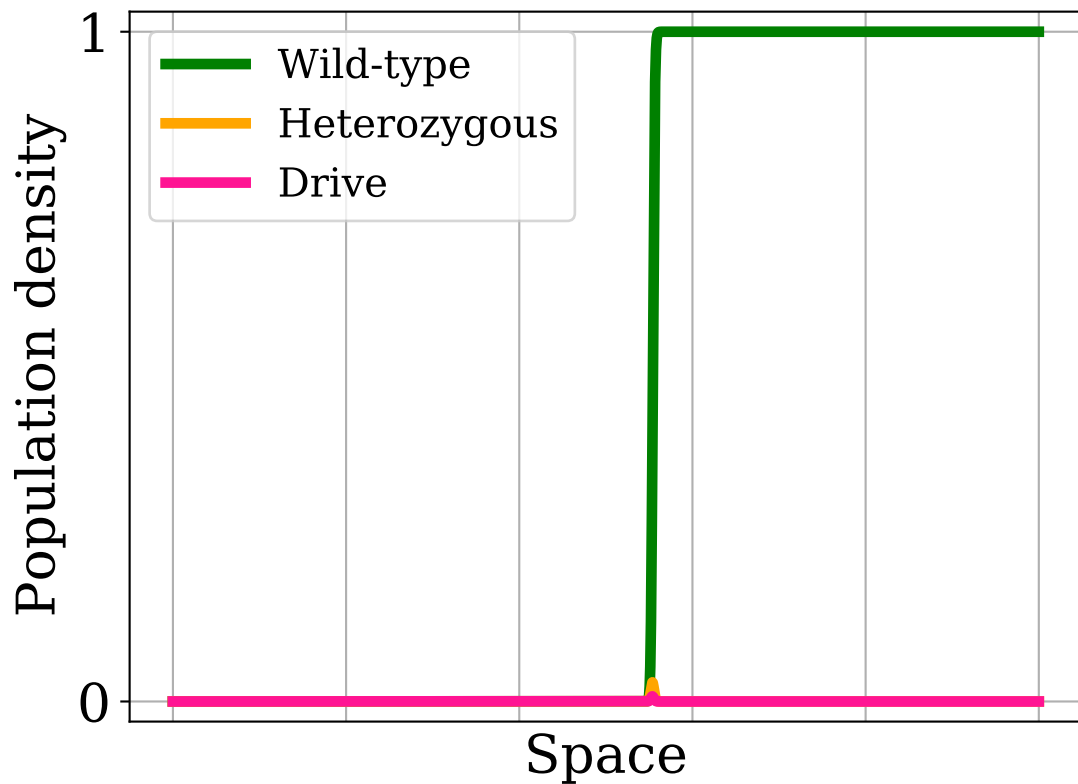 1
Wild-type
Heterozygous
Drive
Population density
0
Space